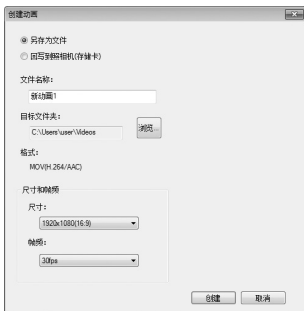 创建动画
另存为文件
回写到照相机(存储卡)
文件名称:
新动画1
目标文件夹:
C:\Users\user\Videos
浏览...
格式:
MOV(H.264/AAC)
尺寸和帧频
尺寸:
1920x1080(16:9)
帧频:
30fps
创建
取消